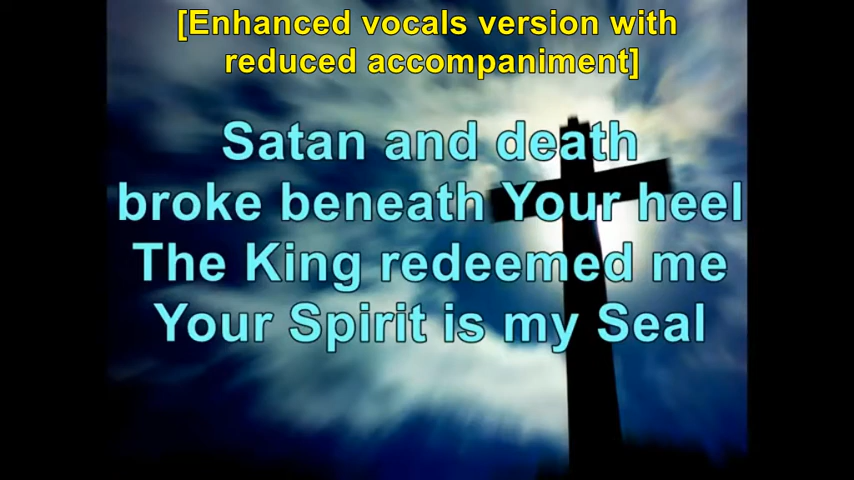 [Enhanced vocals version with
reduced accompaniment]
Satan and death
broke beneath Your heel
The King redeemed me
Your Spirit is my Seal